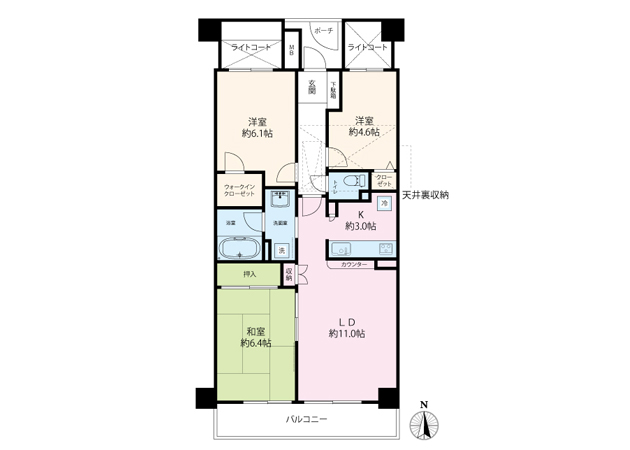 ポーチ
ライトコート
MB
ライトコート
玄関
下駄箱
洋室
約6.1帖
洋室
約4.6帖
トイレ
クローゼット
天井裏収納
ウォークイン
クローゼット
浴室
洗面室
洗
K
約3.0帖
冷
カウンター
押入
収納
和室
約6.4帖
LD
約11.0帖
バルコニー
N